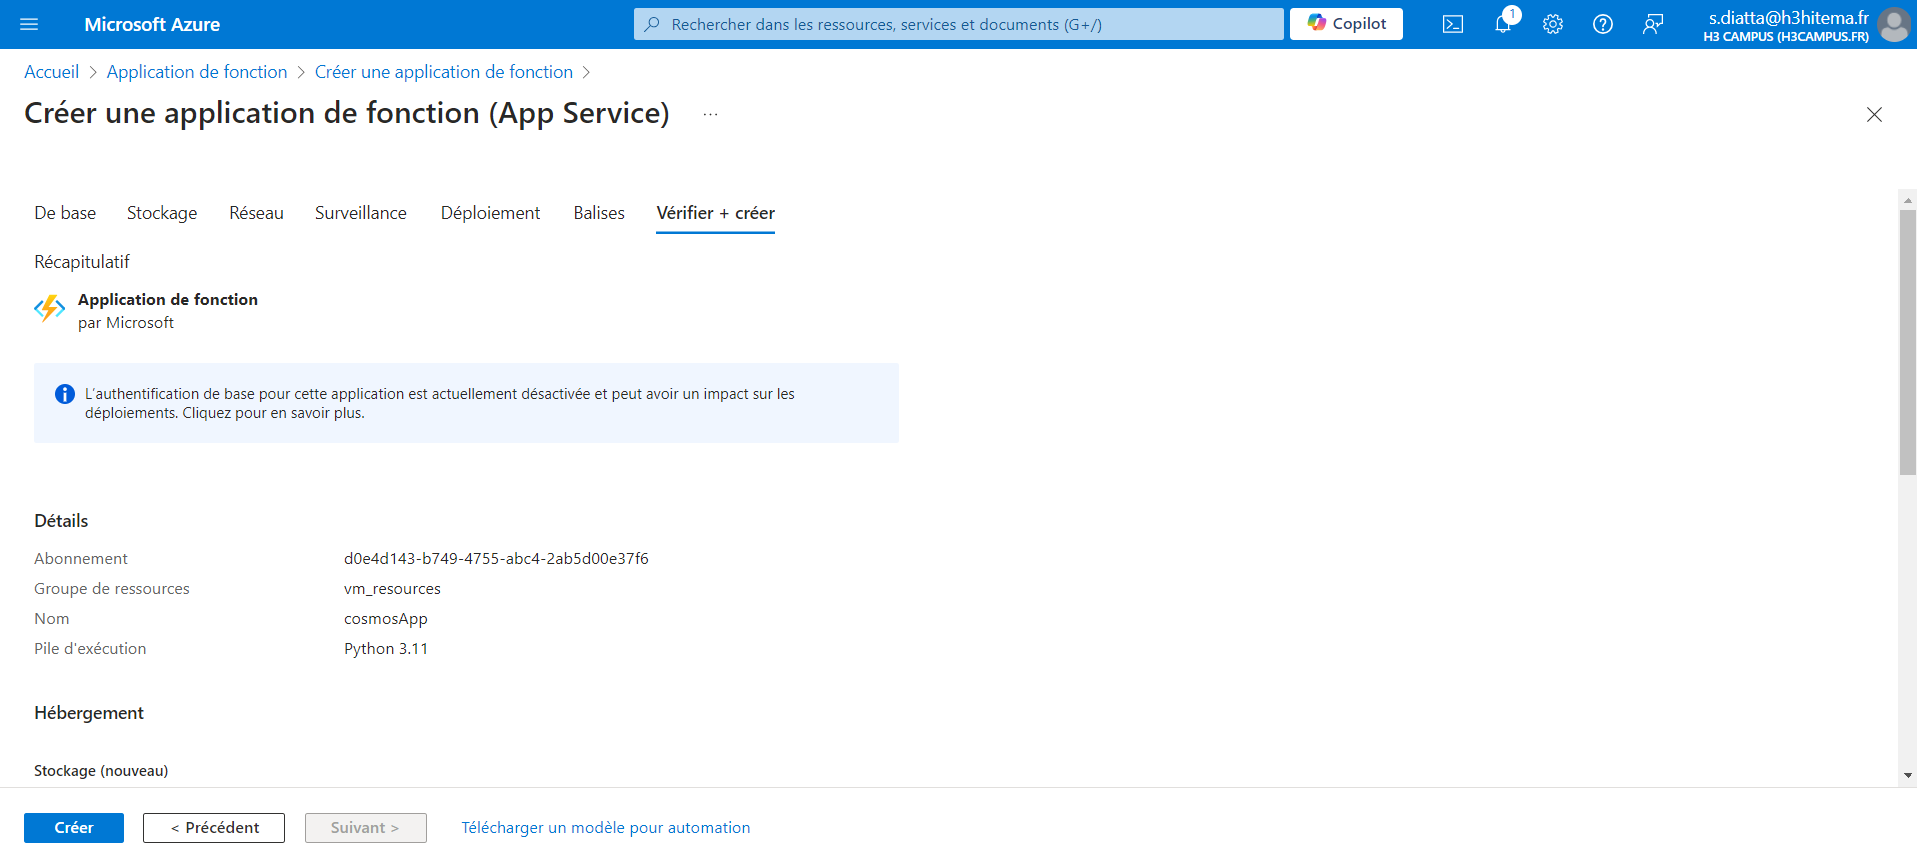 Microsoft Azure
Rechercher dans les ressources, services et documents (G+/)
Copilot
1
s.diatta@h3hitema.fr
H3 CAMPUS (H3CAMPUS.FR)
Accueil > Application de fonction > Créer une application de fonction >
Créer une application de fonction (App Service) ...
De base Stockage Réseau Surveillance Déploiement Balises Vérifier + créer
Récapitulatif
Application de fonction
par Microsoft
L'authentification de base pour cette application est actuellement désactivée et peut avoir un impact sur les
déploiements. Cliquez pour en savoir plus.
Détails
Abonnement d0e4d143-b749-4755-abc4-2ab5d00e37f6
Groupe de ressources vm_resources
Nom cosmosApp
Pile d'exécution Python 3.11
Hébergement
Stockage (nouveau)
Créer < Précédent Suivant > Télécharger un modèle pour automation